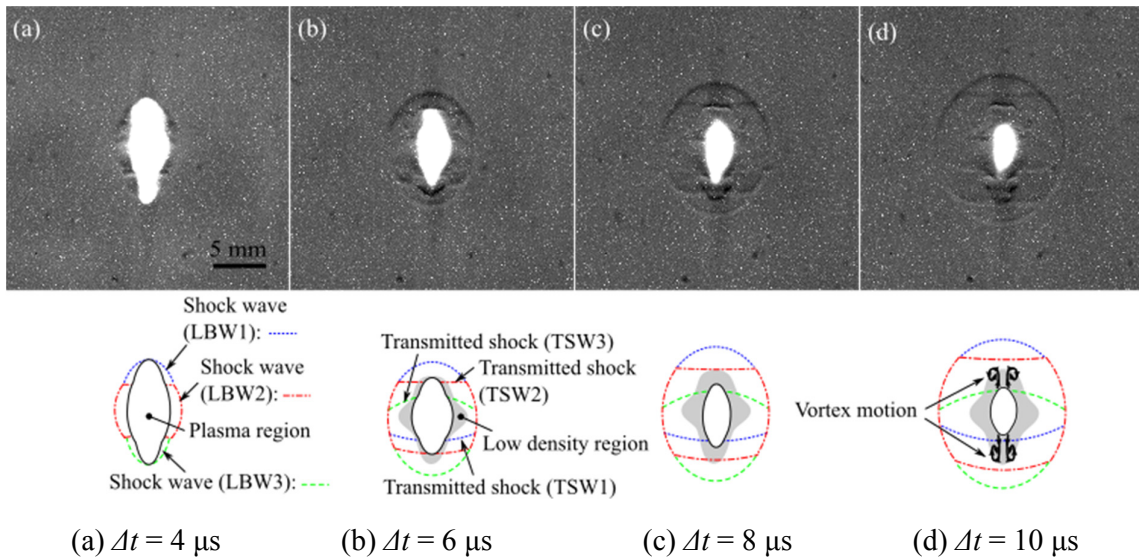 (a)
(b)
(c)
(d)
5 mm
Shock wave
(LBW1):
Shock wave
(LBW2):
Plasma region
Shock wave (LBW3):
Transmitted shock (TSW3)
Transmitted shock
(TSW2)
Low density region
Transmitted shock (TSW1)
Vortex motion
(a) Δt = 4 μs
(b) Δt = 6 μs
(c) Δt = 8 μs
(d) Δt = 10 μs